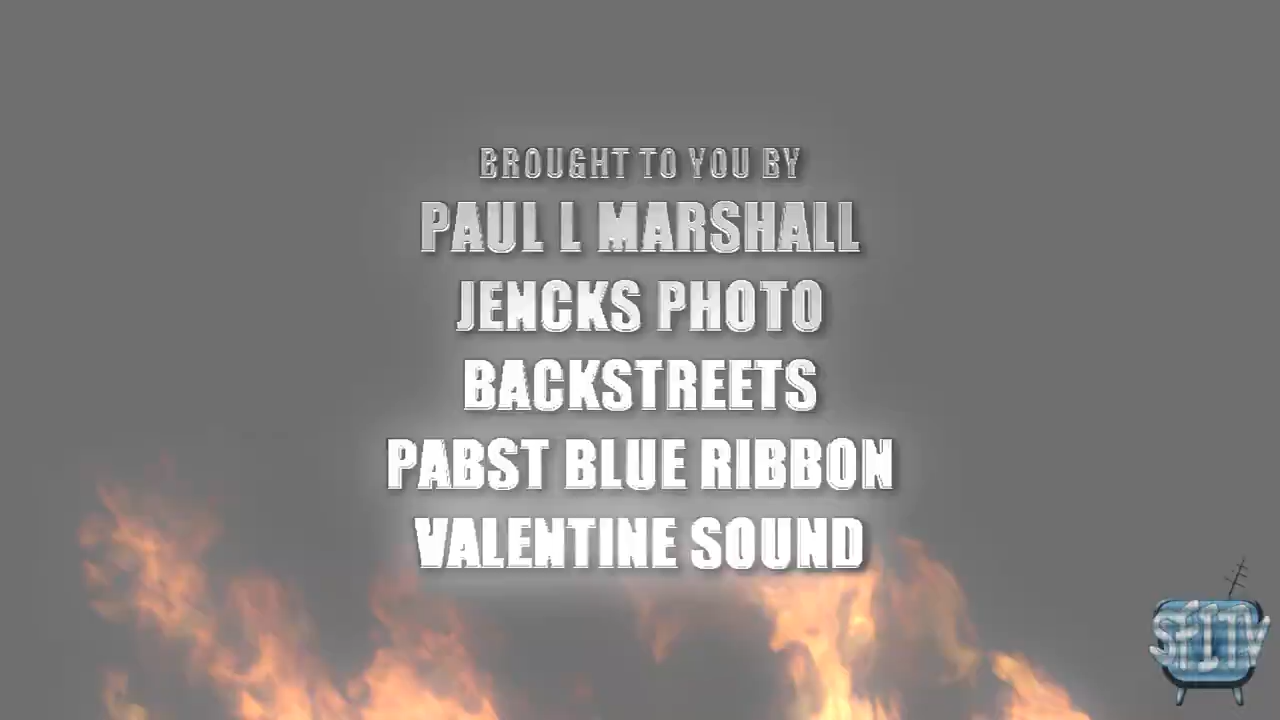 BROUGHT TO YOU BY
PAUL L MARSHALL
JENCKS PHOTO
BACKSTREETS
PABST BLUE RIBBON
VALENTINE SOUND